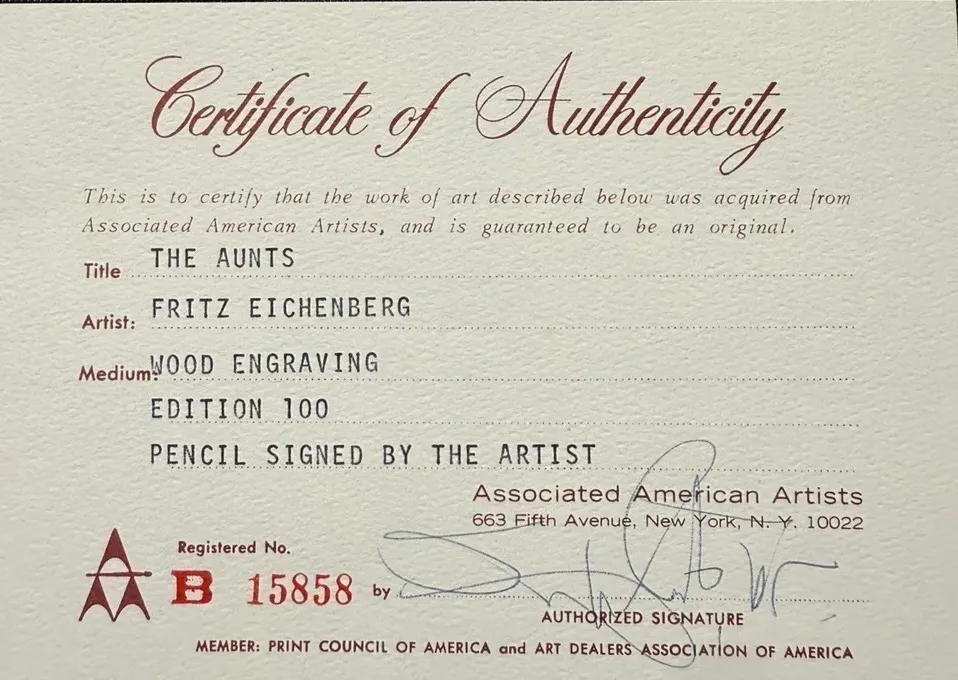 Certificate of Authenticity
This is to certify that the work of art described below was acquired from
Associated American Artists, and is guaranteed to be an original.
Title THE AUNTS
Artist: FRITZ EICHENBERG
Medium: WOOD ENGRAVING
EDITION 100
PENCIL SIGNED BY THE ARTIST
Associated American Artists
663 Fifth Avenue, New York, N. Y. 10022
Registered No.
B 15858 by
AUTHORIZED SIGNATURE
MEMBER: PRINT COUNCIL OF AMERICA and ART DEALERS ASSOCIATION OF AMERICA